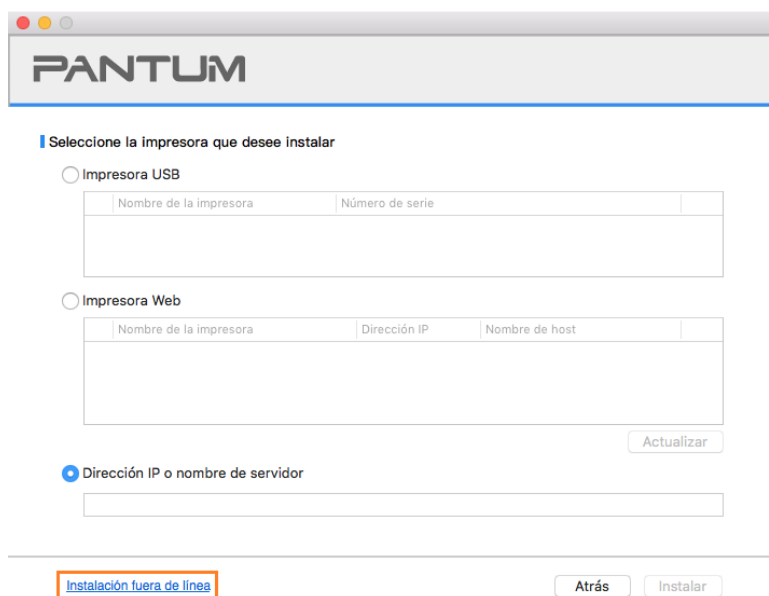 PANTUM
Seleccione la impresora que desee instalar
Impresora USB
Nombre de la impresora Número de serie
Impresora Web
Nombre de la impresora Dirección IP Nombre de host
Actualizar
Dirección IP o nombre de servidor
Instalación fuera de línea Atrás Instalar